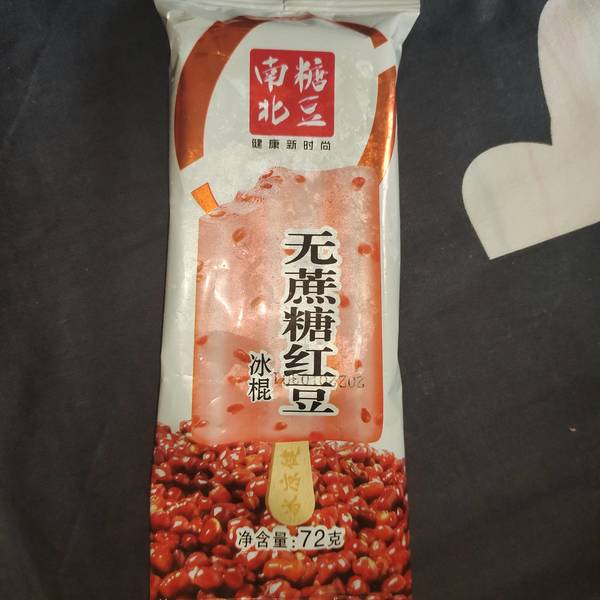 南糖
北豆
健康新时尚
无蔗糖红豆
冰棍
净含量:72克